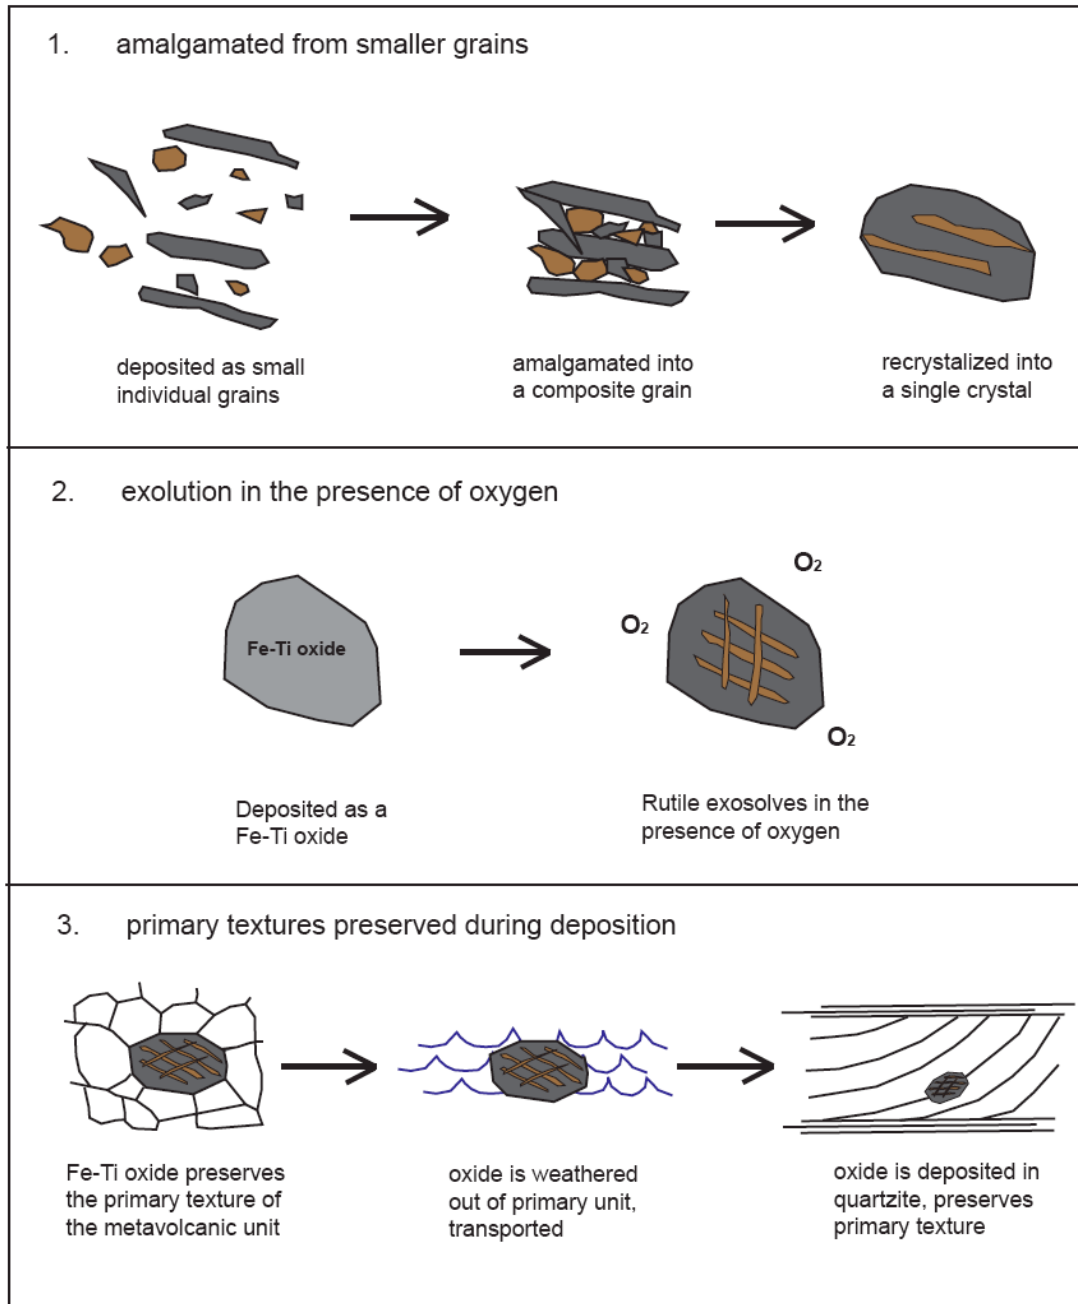 1. amalgamated from smaller grains
deposited as small
individual grains
amalgamated into
a composite grain
recrystalized into
a single crystal
2. exolution in the presence of oxygen
Fe-Ti oxide
O₂
O₂
O₂
Deposited as a
Fe-Ti oxide
Rutile exosolves in the
presence of oxygen
3. primary textures preserved during deposition
Fe-Ti oxide preserves
the primary texture of
the metavolcanic unit
oxide is weathered
out of primary unit,
transported
oxide is deposited in
quartzite, preserves
primary texture